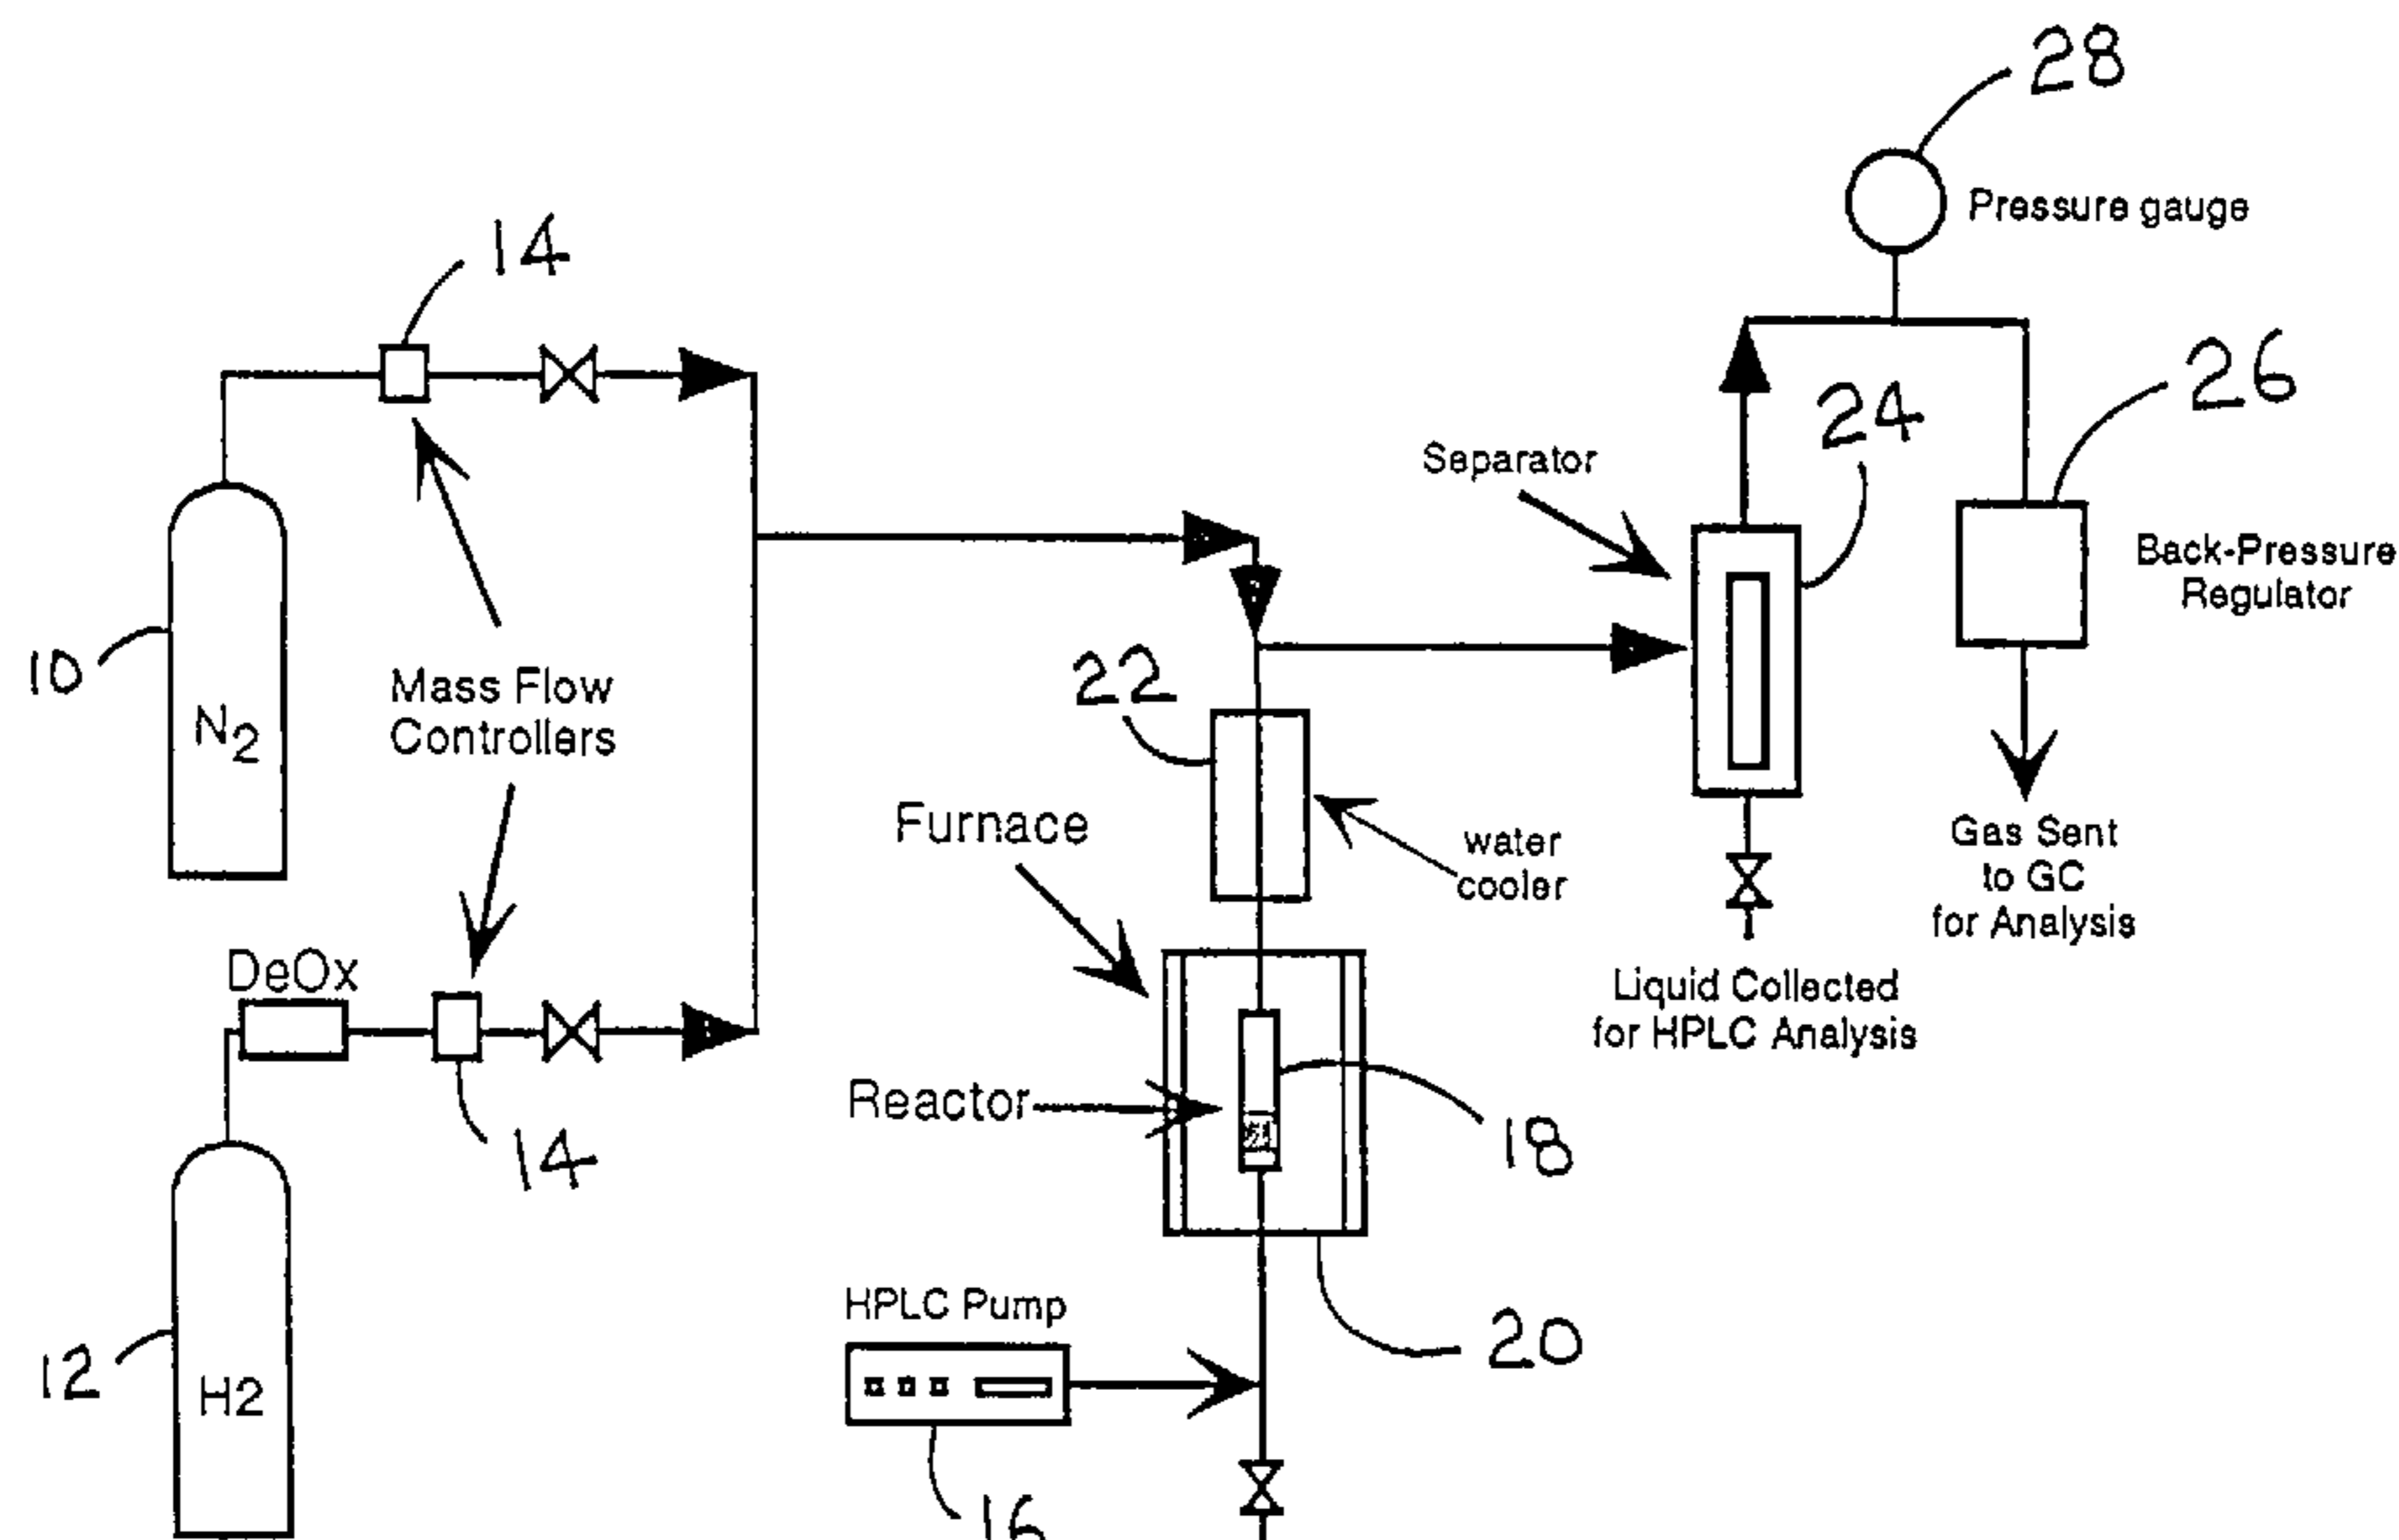 28
Pressure gauge
14
26
24
Separator
Back-Pressure
Regulator
10
N2
Mass Flow
Controllers
22
Furnace
water
cooler
Gas Sent
to GC
for Analysis
DeOx
Liquid Collected
for HPLC Analysis
Reactor
18
14
HPLC Pump
20
12
H2
16